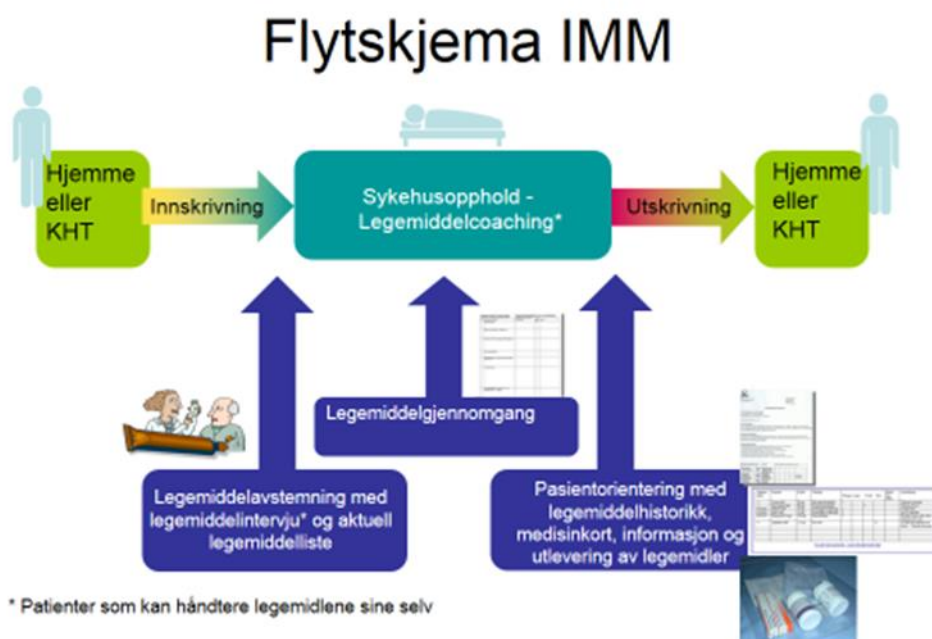 Flytskjema IMM
Hjemme
eller
KHT
Innskrivning
Sykehusopphold -
Legemiddelcoaching*
Utskrivning
Hjemme
eller
KHT
Legemiddelgjennomgang
Legemiddelavstemning med
legemiddelintervju* og aktuell
legemiddelliste
Pasientorientering med
legemiddelhistorikk,
medisinkort, informasjon og
utlevering av legemidler
* Patienter som kan håndtere legemidlene sine selv